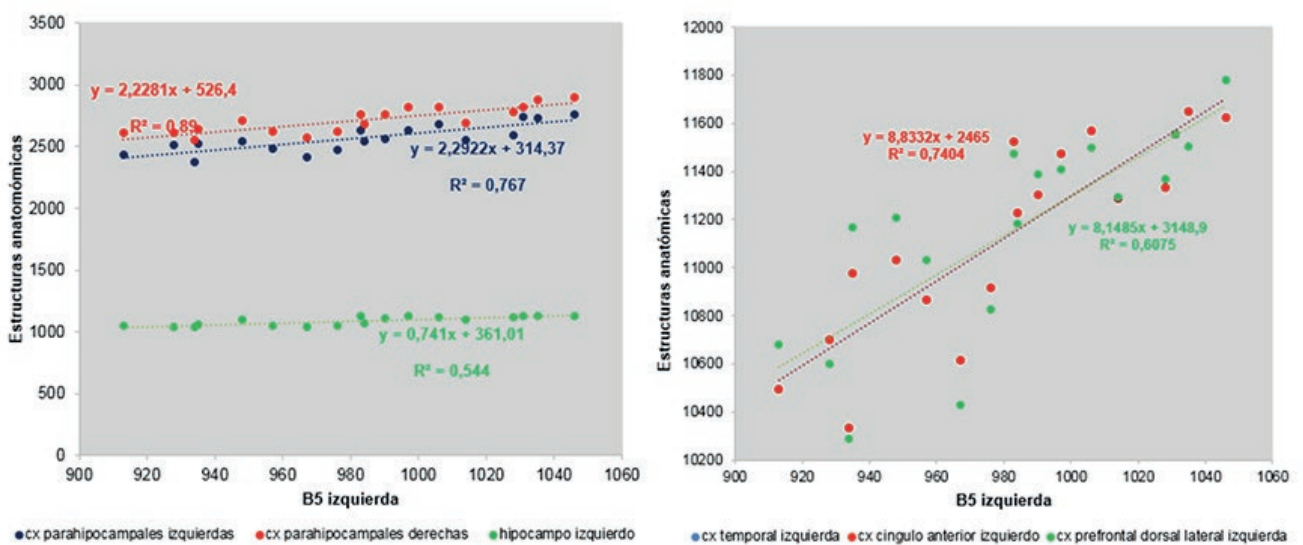 3500
3000
2500
2000
1500
1000
500
0
Estructuras anatómicas
y = 2,2281x + 526,4
R² = 0,89
y = 2,2922x + 314,37
R² = 0,767
y = 0,741x + 361,01
R² = 0,544
900 920 940 960 980 1000 1020 1040 1060
B5 izquierda
cx parahipocampales izquierdas cx parahipocampales derechas hipocampo izquierdo
12000
11800
11600
11400
11200
11000
10800
10600
10400
10200
Estructuras anatómicas
y = 8,8332x + 2465
R² = 0,7404
y = 8,1485x + 3148,9
R² = 0,6075
900 920 940 960 980 1000 1020 1040 1060
B5 izquierda
cx temporal izquierda cx cingulo anterior izquierdo cx prefrontal dorsal lateral izquierda